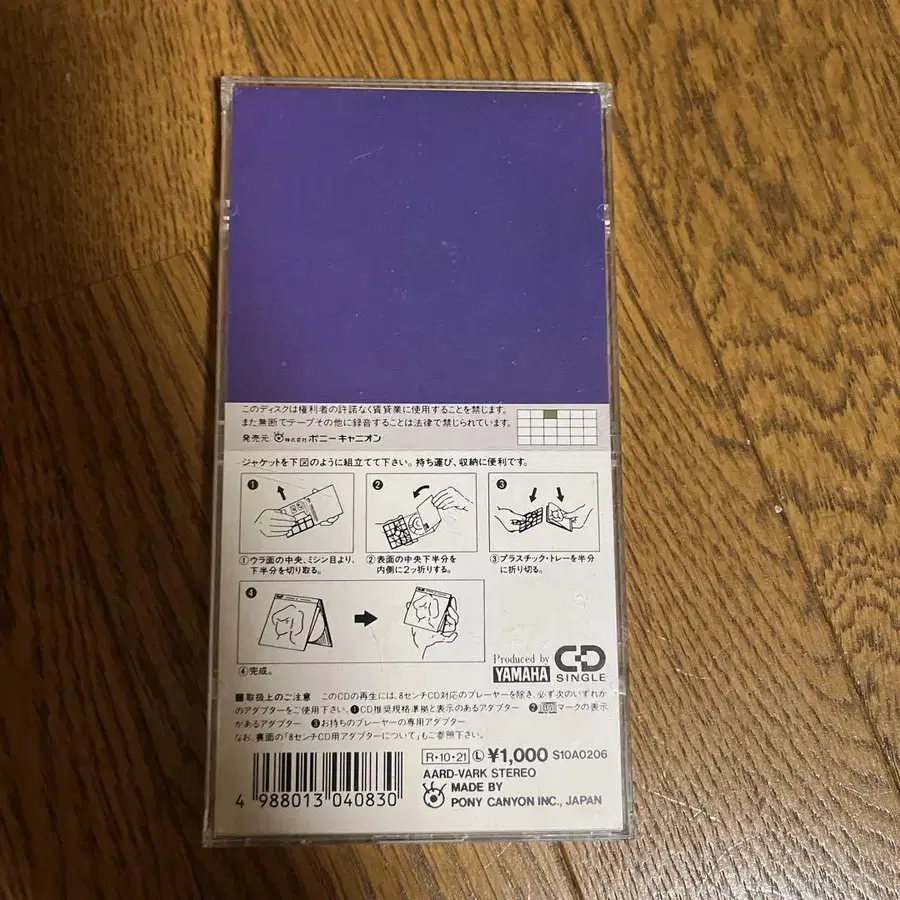 このディスクは権利者の許諾なく賃貸業に使用することを禁じます。
また無断でテープその他に録音することは法律で禁じられています。
発売元 株式会社 ポニーキャニオン
ジャケットを下図のように組立てて下さい。持ち運び、収納に便利です。
❶
❷
❸
①ウラ面の中央、ミシン目より、下半分を切り取る。
②表面の中央下半分を内側に2ッ折りする。
③プラスチック・トレーを半分に折り切る。
❹
④完成。
Produced by
YAMAHA
CD
SINGLE
■取扱上のご注意 このCDの再生には、8センチCD対応のプレーヤーを除き、必ず次のいずれか
のアダプターをご使用下さい。❶CD推奨規格準拠と表示のあるアダプター ❷マークの表示
があるアダプター ❸お持ちのプレーヤーの専用アダプター
なお、裏面の「8センチCD用アダプターについて」もご参照下さい。
R・10・21 Ⓛ ¥1,000 S10A0206
AARD-VARK STEREO
MADE BY
PONY CANYON INC., JAPAN
4 988013 040830